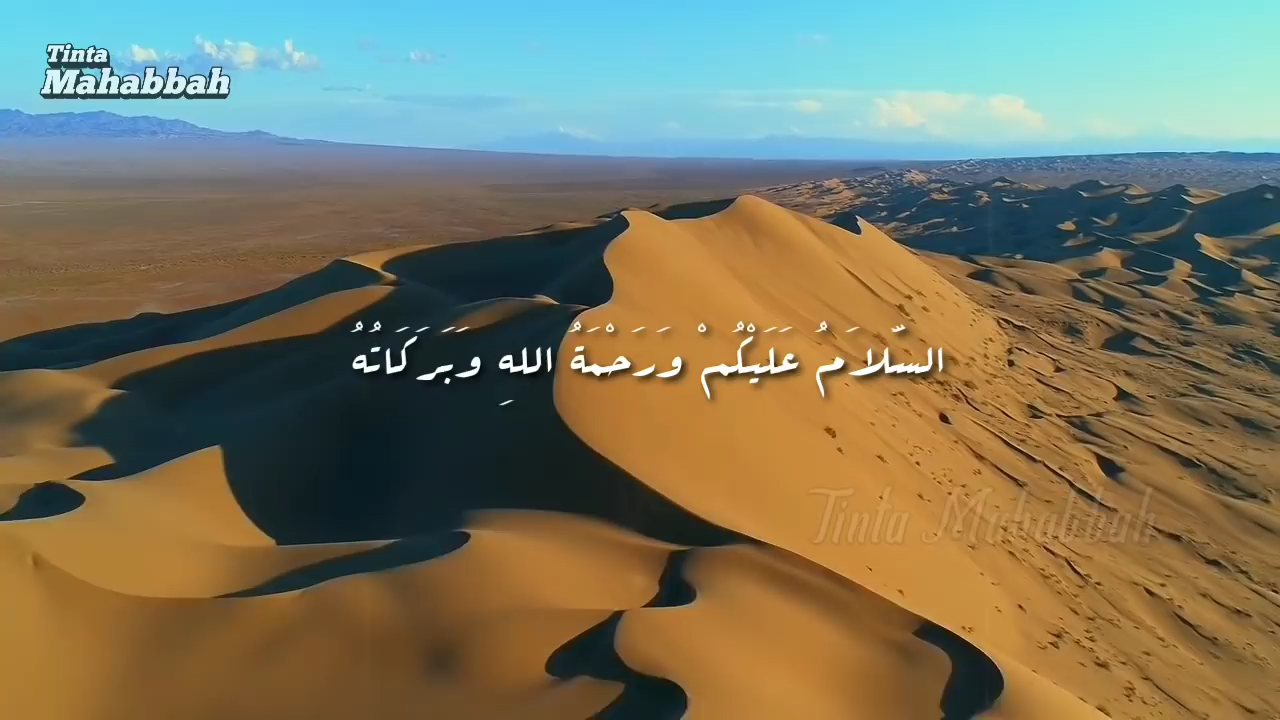 Tinta
Mahabbah
السَّلَامُ عَلَيْكُمْ وَرَحْمَةُ اللهِ وَبَرَكَاتُهُ
Tinta Mahabbah